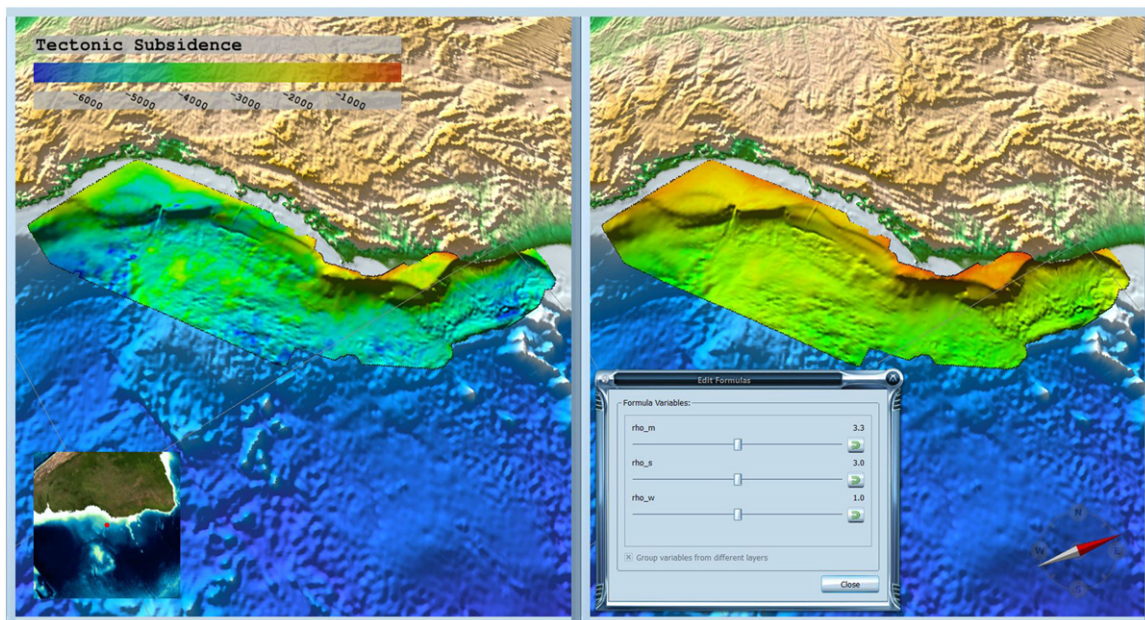 Tectonic Subsidence
-6000 -5000 -4000 -3000 -2000 -1000
Edit Formulas
Formula Variables:
rho_m 3.3
rho_s 3.0
rho_w 1.0
Group variables from different layers
Close
N
W L
S